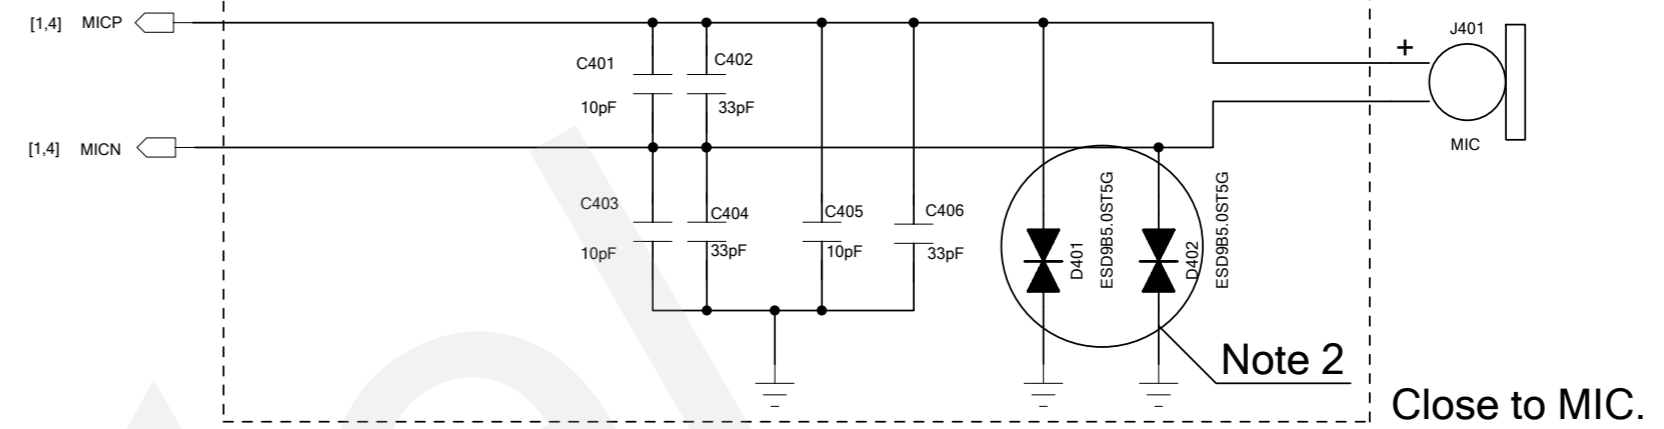 [1,4] MICP
J401
+
C401
C402
10pF
33pF
[1,4] MICN
MIC
C403
C404
C405
C406
10pF
33pF
10pF
33pF
D401
ESD9B5.0ST5G
D402
ESD9B5.0ST5G
Note 2
Close to MIC.